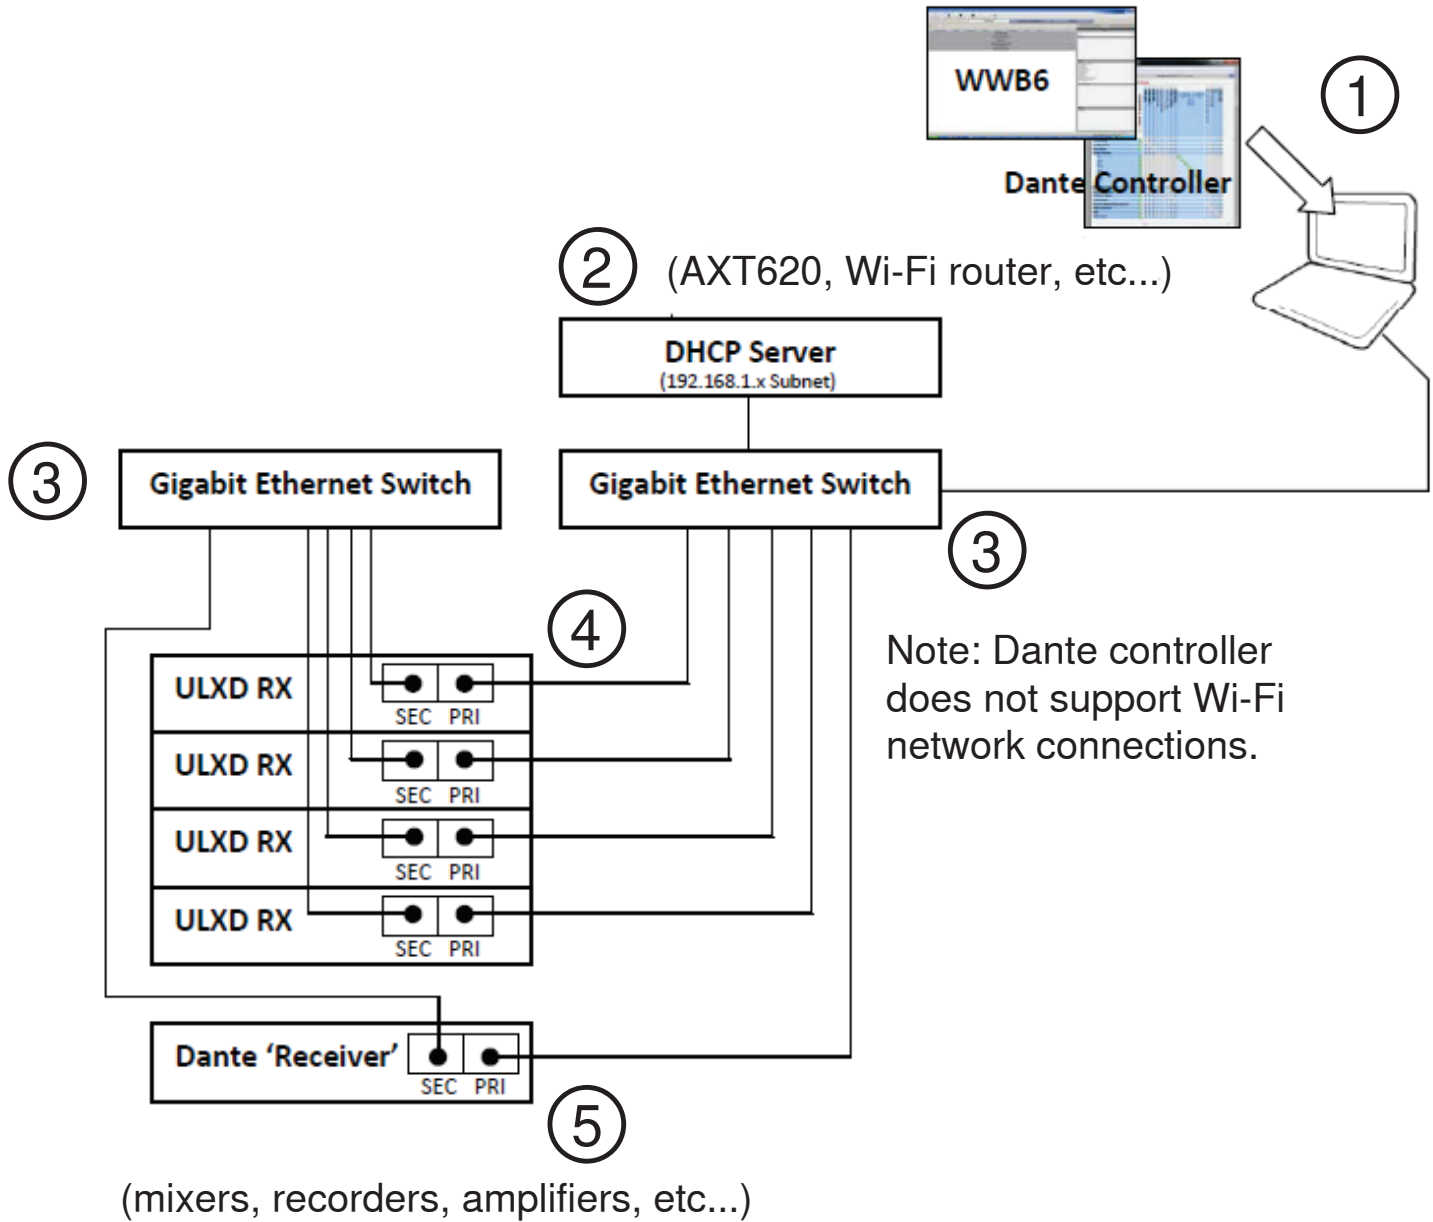 WWB6
1
Dante Controller
2
(AXT620, Wi-Fi router, etc...)
DHCP Server
(192.168.1.x Subnet)
3
Gigabit Ethernet Switch
Gigabit Ethernet Switch
3
4
Note: Dante controller
does not support Wi-Fi
network connections.
ULXD RX
SEC PRI
ULXD RX
SEC PRI
ULXD RX
SEC PRI
ULXD RX
SEC PRI
Dante ‘Receiver’
SEC PRI
5
(mixers, recorders, amplifiers, etc...)